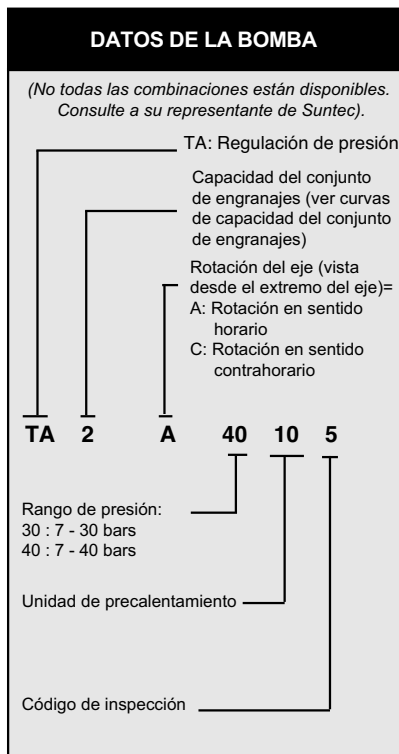 DATOS DE LA BOMBA
(No todas las combinaciones están disponibles.
Consulte a su representante de Suntec).
TA: Regulación de presión
Capacidad del conjunto
de engranajes (ver curvas
de capacidad del conjunto
de engranajes)
Rotación del eje (vista
desde el extremo del eje)=
A: Rotación en sentido
horario
C: Rotación en sentido
contrahorario
TA 2 A 40 10 5
Rango de presión:
30 : 7 - 30 bars
40 : 7 - 40 bars
Unidad de precalentamiento
Código de inspección